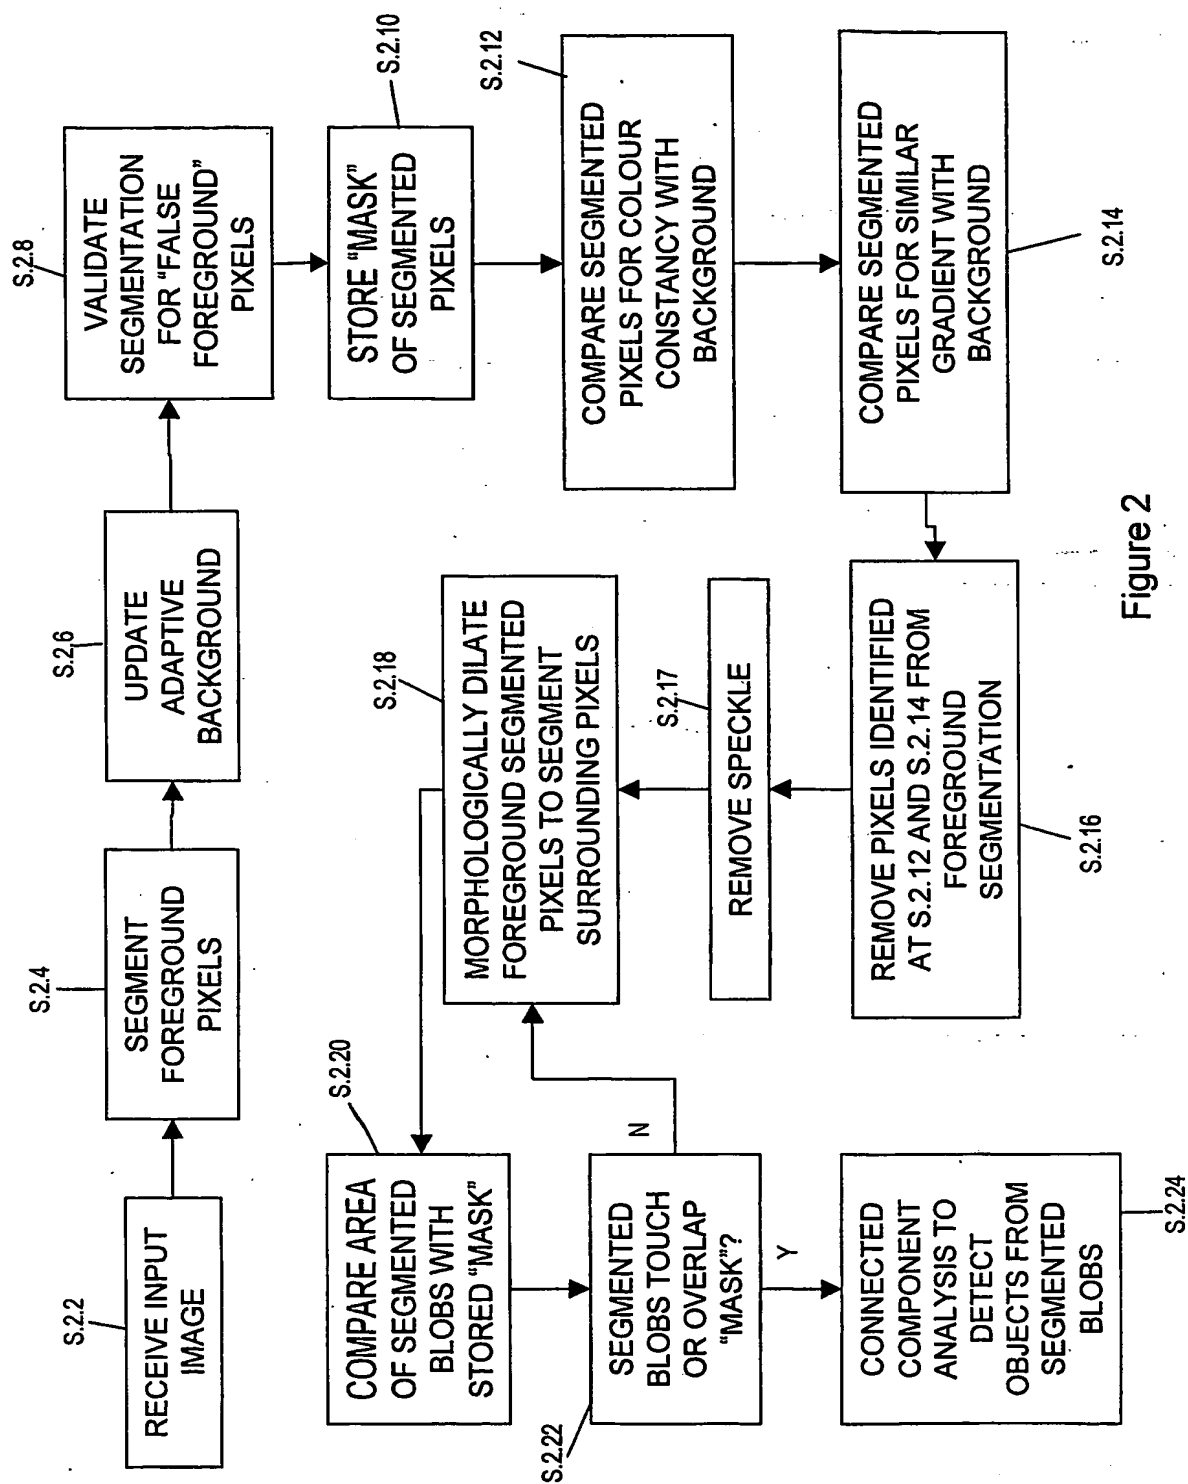 S.2.2
RECEIVE INPUT
IMAGE
S.2.4
SEGMENT
FOREGROUND
PIXELS
S.2.6
UPDATE
ADAPTIVE
BACKGROUND
S.2.8
VALIDATE
SEGMENTATION
FOR "FALSE
FOREGROUND"
PIXELS
S.2.10
STORE "MASK"
OF SEGMENTED
PIXELS
S.2.12
COMPARE SEGMENTED
PIXELS FOR COLOUR
CONSTANCY WITH
BACKGROUND
S.2.14
COMPARE SEGMENTED
PIXELS FOR SIMILAR
GRADIENT WITH
BACKGROUND
REMOVE PIXELS IDENTIFIED
AT S.2.12 AND S.2.14 FROM
FOREGROUND
SEGMENTATION
S.2.16
S.2.17
REMOVE SPECKLE
S.2.18
MORPHOLOGICALLY DILATE
FOREGROUND SEGMENTED
PIXELS TO SEGMENT
SURROUNDING PIXELS
S.2.20
COMPARE AREA
OF SEGMENTED
BLOBS WITH
STORED "MASK"
S.2.22
SEGMENTED
BLOBS TOUCH
OR OVERLAP
"MASK"?
N
Y
CONNECTED
COMPONENT
ANALYSIS TO
DETECT
OBJECTS FROM
SEGMENTED
BLOBS
S.2.24
Figure 2